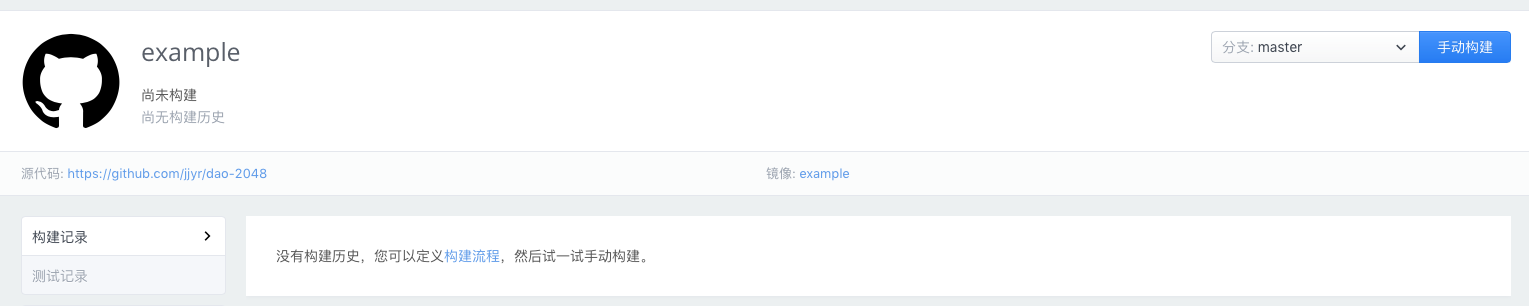 example
分支: master
手动构建
尚未构建
尚无构建历史
源代码: https://github.com/jjyr/dao-2048
镜像: example
构建记录
测试记录
没有构建历史，您可以定义构建流程，然后试一试手动构建。